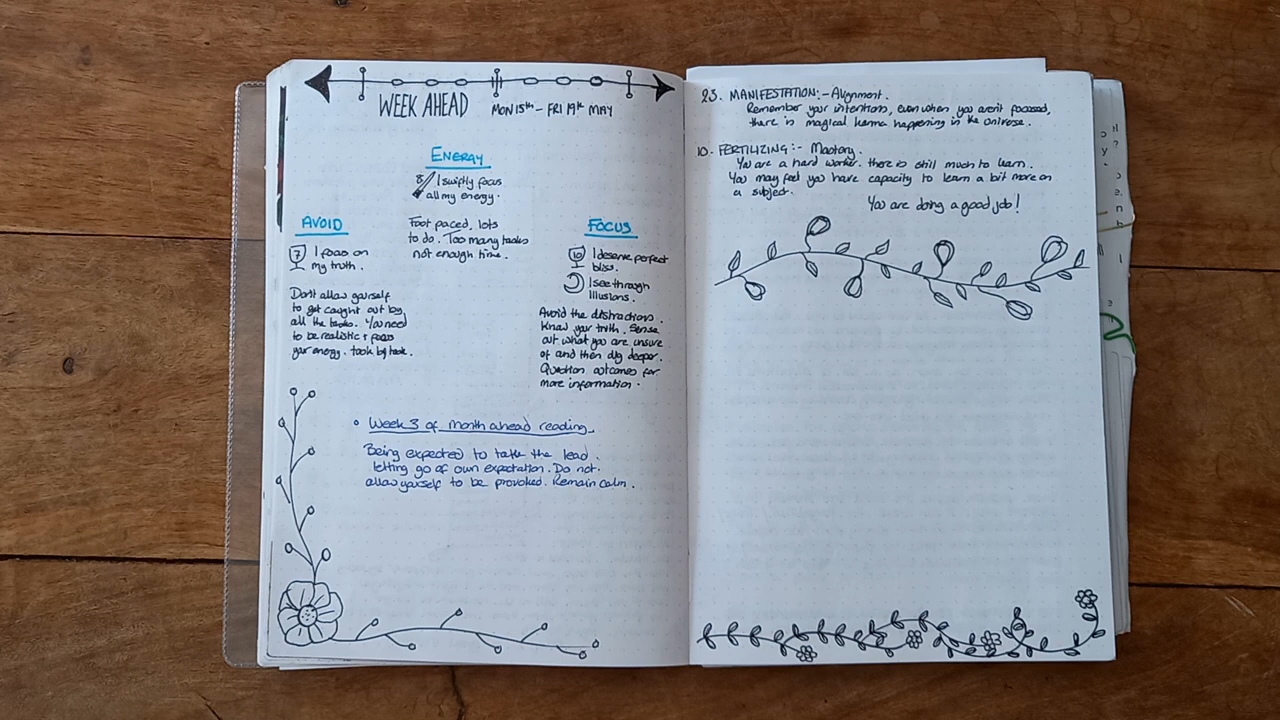 WEEK AHEAD MON 15th - FRI 19th MAY
ENERGY
8 I swiftly focus
all my energy.
Fast paced, lots
to do. Too many tasks
not enough time.
AVOID
7 I focus on
my truth.
Don't allow yourself
to get caught out by
all the tasks. You need
to be realistic + focus
your energy. task by task.
FOCUS
10 I deserve perfect
bliss.
I see through
Illusions.
Avoid the distractions.
Know your truth. Sense
out what you are unsure
of and then dig deeper.
Question outcomes for
more information.
Week 3 of month ahead reading.
Being expected to take the lead.
letting go of own expectation. Do not
allow yourself to be provoked. Remain calm.
23. MANIFESTATION:- Alignment.
Remember your intentions, even when you aren't focused,
there is magical karma happening in the universe.
10. FERTILIZING:- Mastery.
You are a hard worker. there is still much to learn.
You may feel you have capacity to learn a bit more on
a subject.
You are doing a good job!